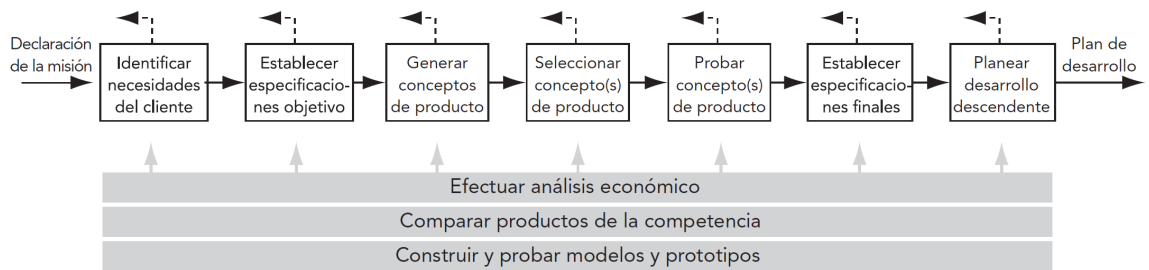 Declaración
de la misión
Identificar
necesidades
del cliente
Establecer
especificacio-
nes objetivo
Generar
conceptos
de producto
Seleccionar
concepto(s)
de producto
Probar
concepto(s)
de producto
Establecer
especificacio-
nes finales
Planear
desarrollo
descendente
Plan de
desarrollo
Efectuar análisis económico
Comparar productos de la competencia
Construir y probar modelos y prototipos